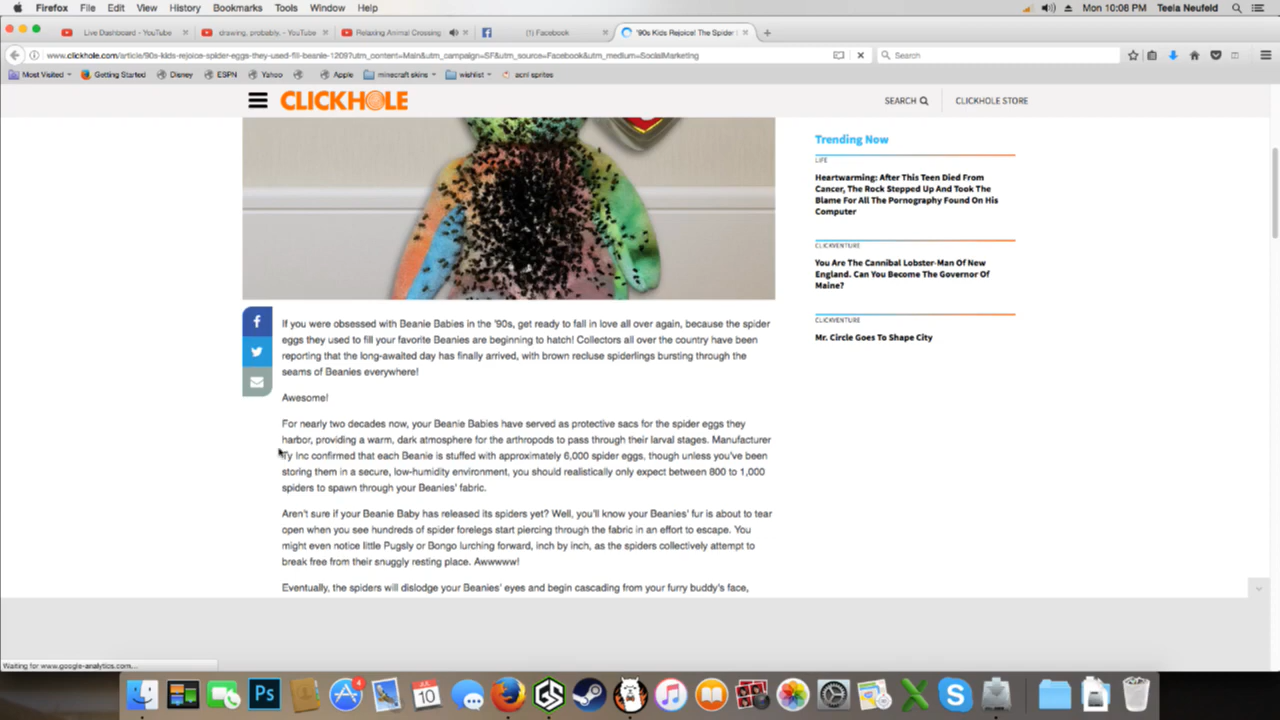 Firefox File Edit View History Bookmarks Tools Window Help Mon 10:08 PM Teela Neufeld
Live Dashboard - YouTube drawing, probably. - YouTube Relaxing Animal Crossing (1) Facebook '90s Kids Rejoice! The Spider
www.clickhole.com/article/90s-kids-rejoice-spider-eggs-they-used-fill-beanie-1209?utm_content=Main&utm_campaign=SF&utm_source=Facebook&utm_medium=SocialMarketing Search
Most Visited Getting Started Disney ESPN Yahoo Apple minecraft skins wishlist acnl sprites
CLICKHOLE SEARCH CLICKHOLE STORE
Trending Now
LIFE
Heartwarming: After This Teen Died From
Cancer, The Rock Stepped Up And Took The
Blame For All The Pornography Found On His
Computer
CLICKVENTURE
You Are The Cannibal Lobster-Man Of New
England. Can You Become The Governor Of
Maine?
CLICKVENTURE
Mr. Circle Goes To Shape City
If you were obsessed with Beanie Babies in the '90s, get ready to fall in love all over again, because the spider
eggs they used to fill your favorite Beanies are beginning to hatch! Collectors all over the country have been
reporting that the long-awaited day has finally arrived, with brown recluse spiderlings bursting through the
seams of Beanies everywhere!
Awesome!
For nearly two decades now, your Beanie Babies have served as protective sacs for the spider eggs they
harbor, providing a warm, dark atmosphere for the arthropods to pass through their larval stages. Manufacturer
Ty Inc confirmed that each Beanie is stuffed with approximately 6,000 spider eggs, though unless you've been
storing them in a secure, low-humidity environment, you should realistically only expect between 800 to 1,000
spiders to spawn through your Beanies' fabric.
Aren't sure if your Beanie Baby has released its spiders yet? Well, you'll know your Beanies' fur is about to tear
open when you see hundreds of spider forelegs start piercing through the fabric in an effort to escape. You
might even notice little Pugsly or Bongo lurching forward, inch by inch, as the spiders collectively attempt to
break free from their snuggly resting place. Awwwww!
Eventually, the spiders will dislodge your Beanies' eyes and begin cascading from your furry buddy's face,
Waiting for www.google-analytics.com...
4
JUL
10
Ps